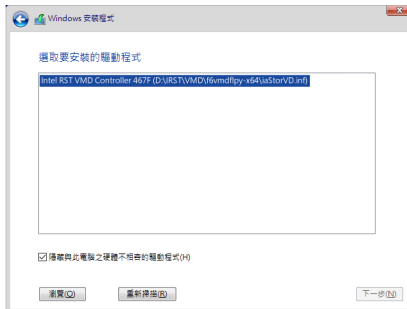 Windows 安裝程式
選取要安裝的驅動程式
Intel RST VMD Controller 467F (D:\IRST\VMD\f6vmdflpy-x64\iaStorVD.inf)
隱藏與此電腦之硬體不相容的驅動程式(H)
瀏覽(O) 重新掃描(R) 下一步(N)